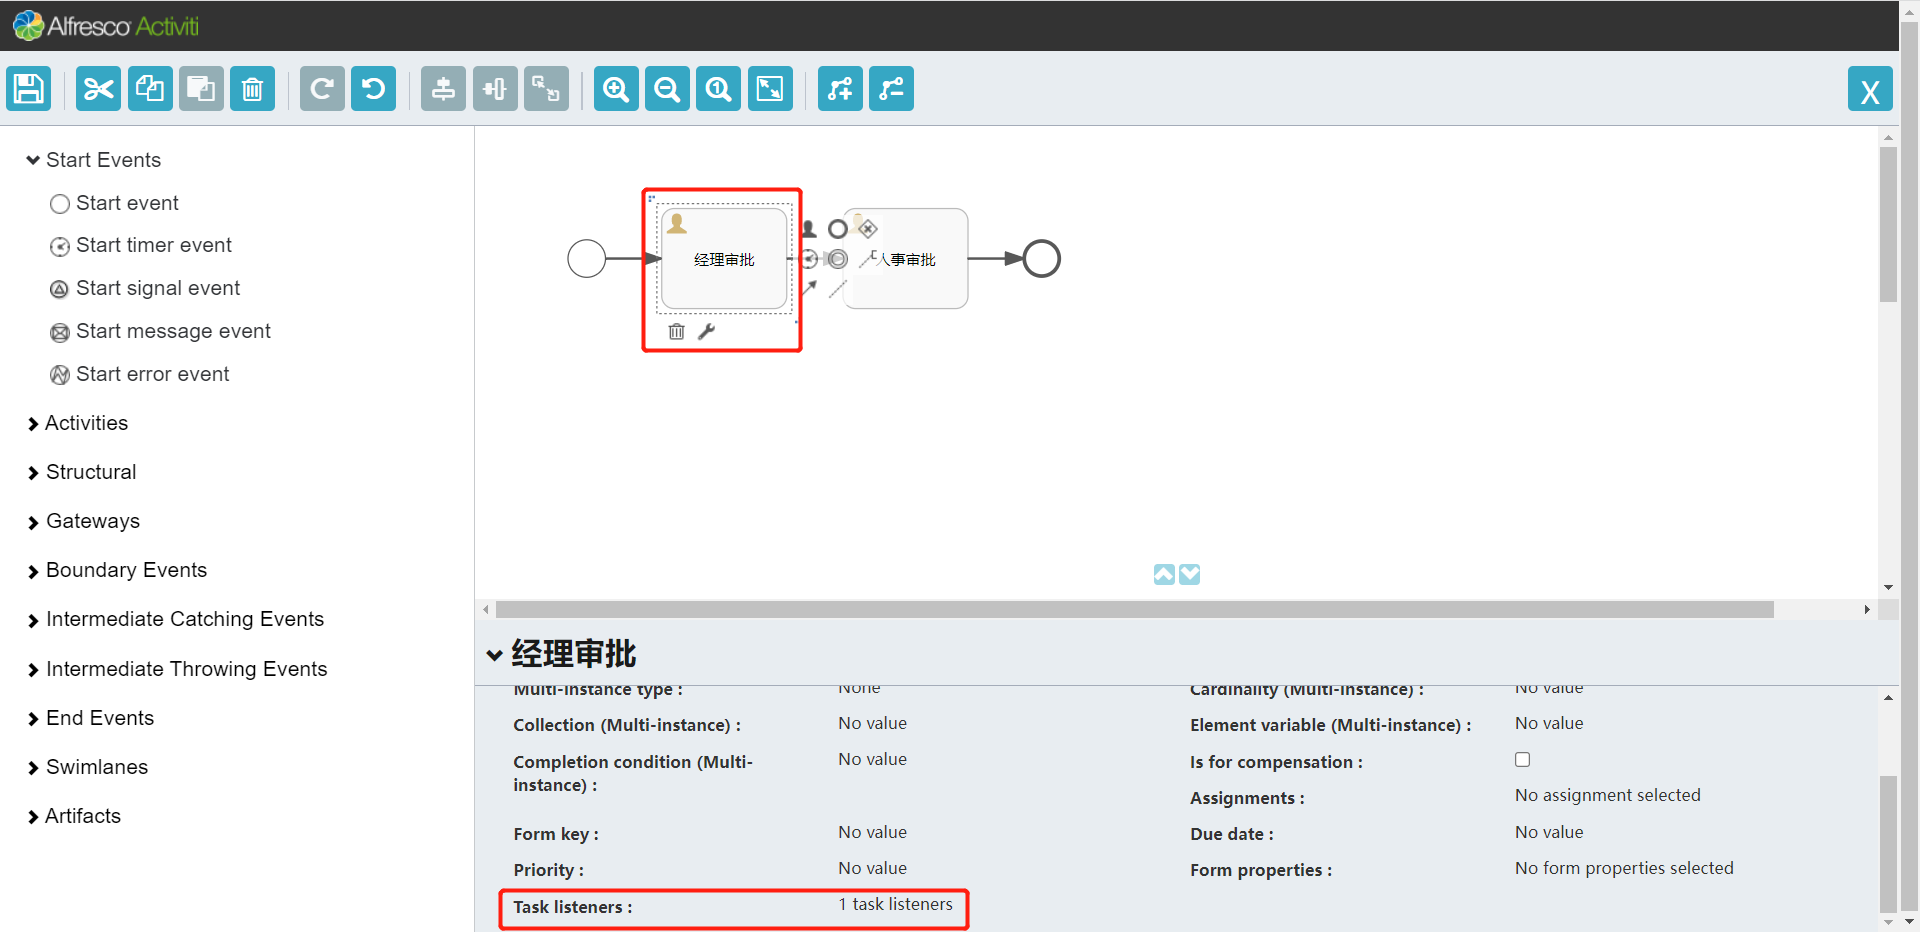 Alfresco Activiti
X
Start Events
Start event
Start timer event
Start signal event
Start message event
Start error event
Activities
Structural
Gateways
Boundary Events
Intermediate Catching Events
Intermediate Throwing Events
End Events
Swimlanes
Artifacts
经理审批
人事审批
经理审批
Multi-instance type : None
Cardinality (Multi-instance) : No value
Collection (Multi-instance) : No value
Element variable (Multi-instance) : No value
Completion condition (Multi-
instance) : No value
Is for compensation :
Assignments : No assignment selected
Form key : No value
Due date : No value
Priority : No value
Form properties : No form properties selected
Task listeners : 1 task listeners